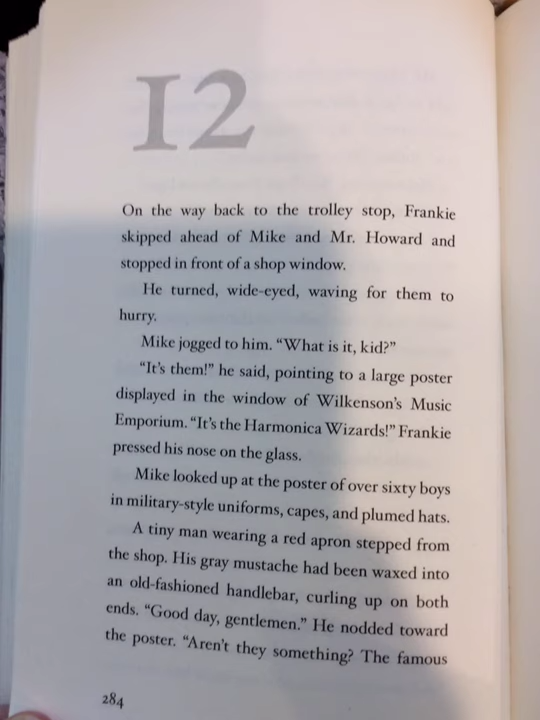 12
On the way back to the trolley stop, Frankie
skipped ahead of Mike and Mr. Howard and
stopped in front of a shop window.
He turned, wide-eyed, waving for them to
hurry.
Mike jogged to him. “What is it, kid?”
“It’s them!” he said, pointing to a large poster
displayed in the window of Wilkenson’s Music
Emporium. “It’s the Harmonica Wizards!” Frankie
pressed his nose on the glass.
Mike looked up at the poster of over sixty boys
in military-style uniforms, capes, and plumed hats.
A tiny man wearing a red apron stepped from
the shop. His gray mustache had been waxed into
an old-fashioned handlebar, curling up on both
ends. “Good day, gentlemen.” He nodded toward
the poster. “Aren’t they something? The famous
284